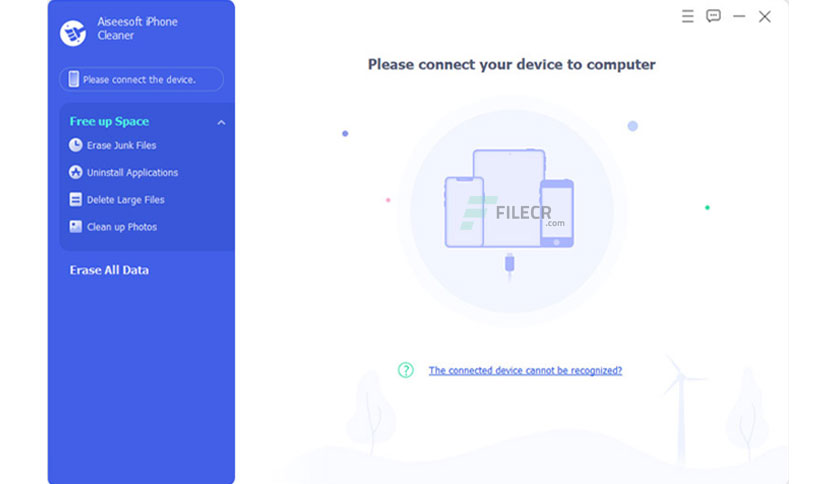 Aiseesoft iPhone
Cleaner
Please connect the device.
Free up Space
Erase Junk Files
Uninstall Applications
Delete Large Files
Clean up Photos
Erase All Data
Please connect your device to computer
FILECR
.com
? The connected device cannot be recognized?